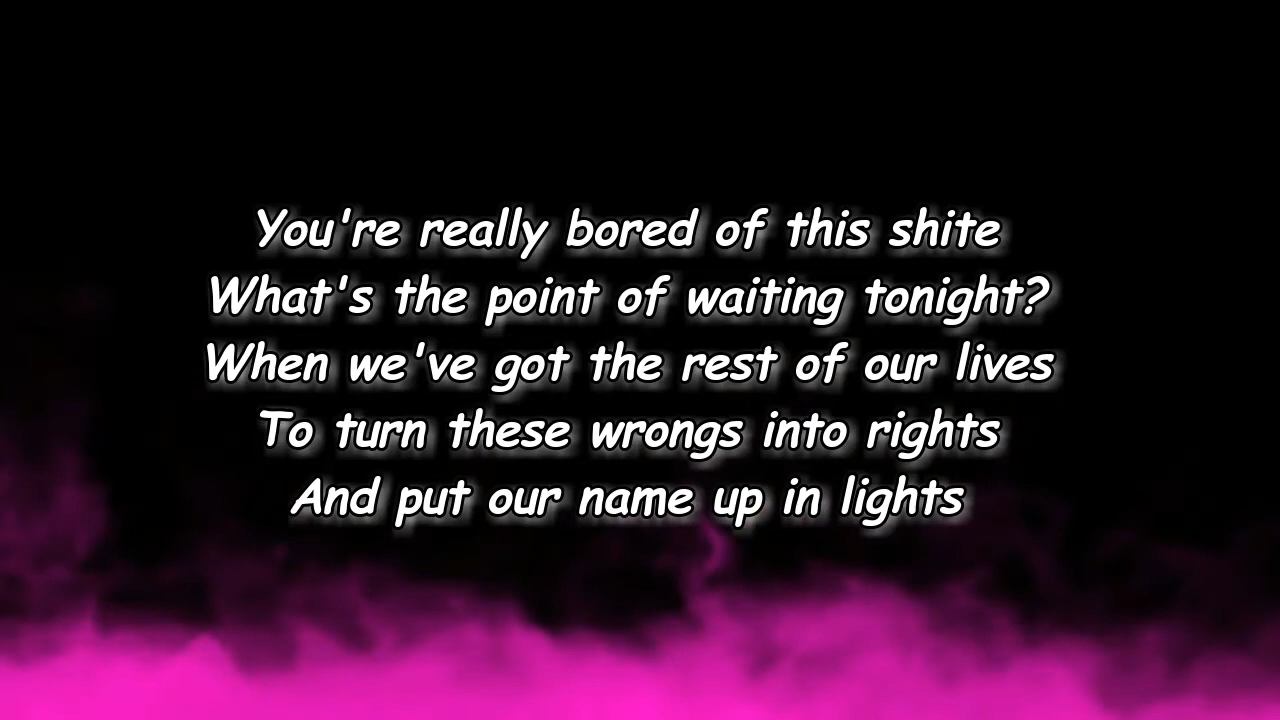 You're really bored of this shite
What's the point of waiting tonight?
When we've got the rest of our lives
To turn these wrongs into rights
And put our name up in lights